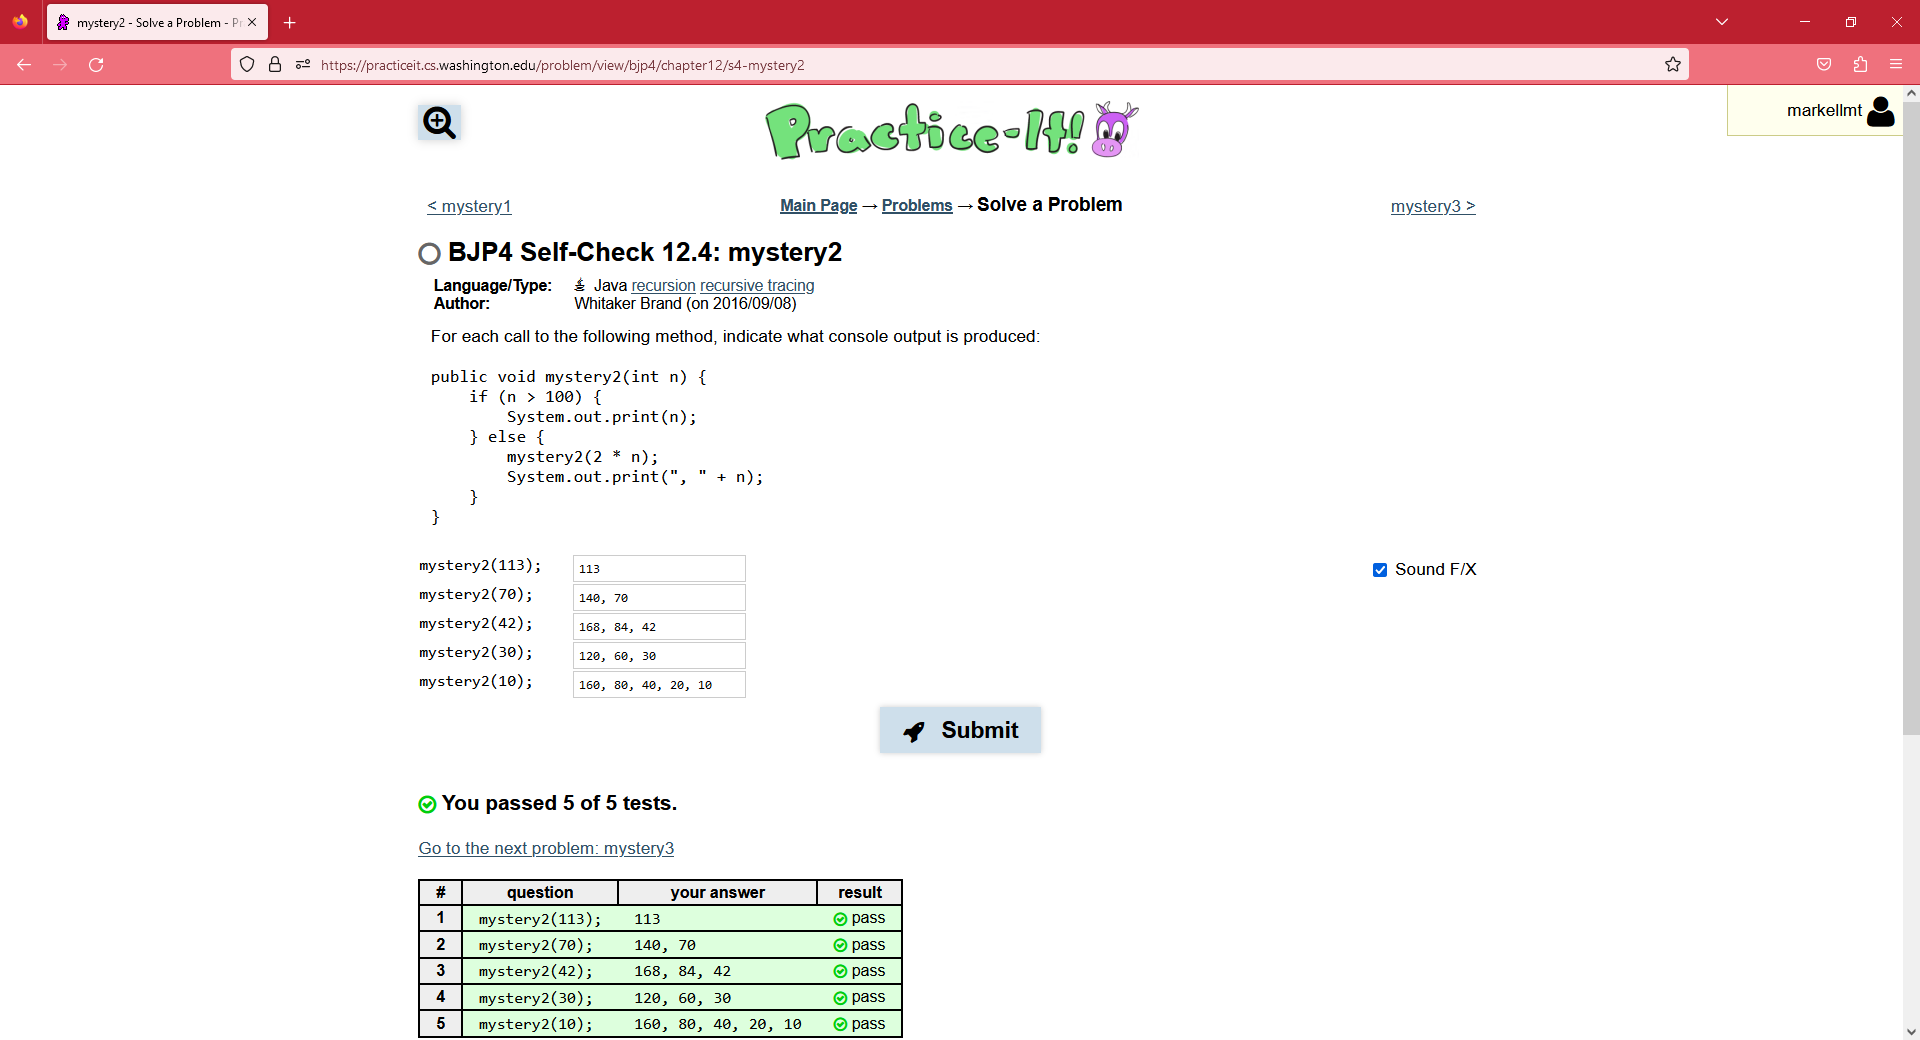 mystery2 - Solve a Problem - Pr
https://practiceit.cs.washington.edu/problem/view/bjp4/chapter12/s4-mystery2
Practice-It!
markellmt
< mystery1
Main Page → Problems → Solve a Problem
mystery3 >
BJP4 Self-Check 12.4: mystery2
Language/Type: Java recursion recursive tracing
Author: Whitaker Brand (on 2016/09/08)
For each call to the following method, indicate what console output is produced:
public void mystery2(int n) {
    if (n > 100) {
        System.out.print(n);
    } else {
        mystery2(2 * n);
        System.out.print(", " + n);
    }
}
mystery2(113); 113
Sound F/X
mystery2(70); 140, 70
mystery2(42); 168, 84, 42
mystery2(30); 120, 60, 30
mystery2(10); 160, 80, 40, 20, 10
Submit
You passed 5 of 5 tests.
Go to the next problem: mystery3
# question your answer result
1 mystery2(113); 113 pass
2 mystery2(70); 140, 70 pass
3 mystery2(42); 168, 84, 42 pass
4 mystery2(30); 120, 60, 30 pass
5 mystery2(10); 160, 80, 40, 20, 10 pass